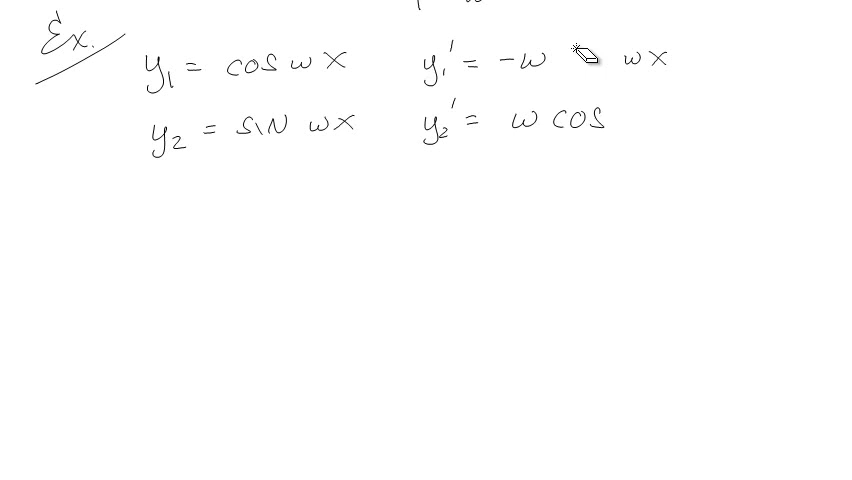 Ex.
y₁ = cos ωx y₁' = -ω ωx
y₂ = sin ωx y₂' = ω cos